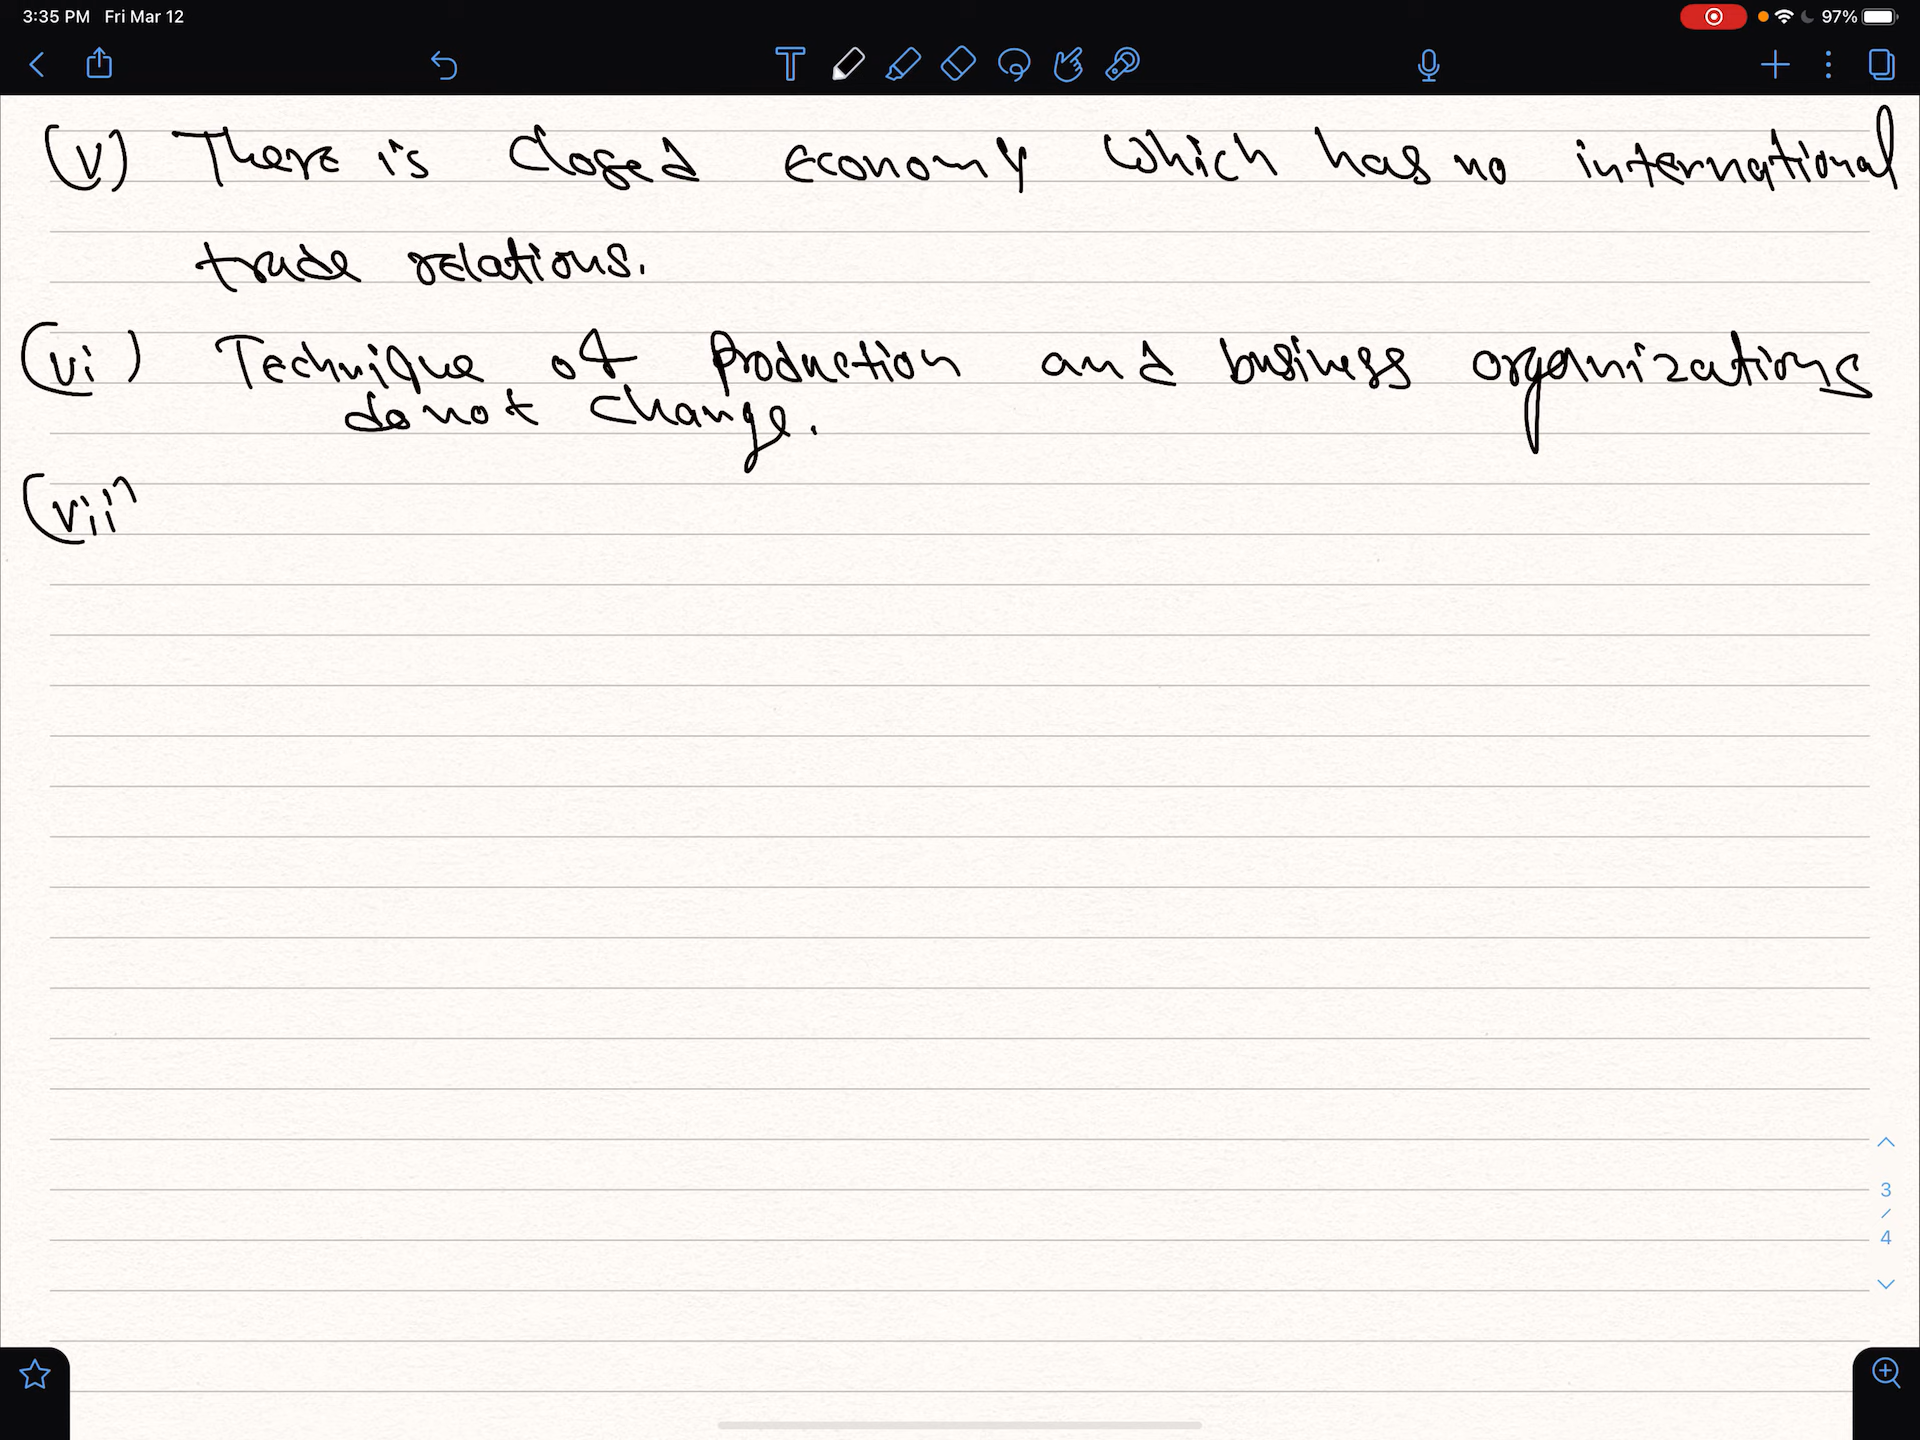 3:35 PM Fri Mar 12
97%
(v) There is closed economy which has no international
trade relations.
(vi) Technique of production and business organizations
do not change.
(vii)
3
/
4